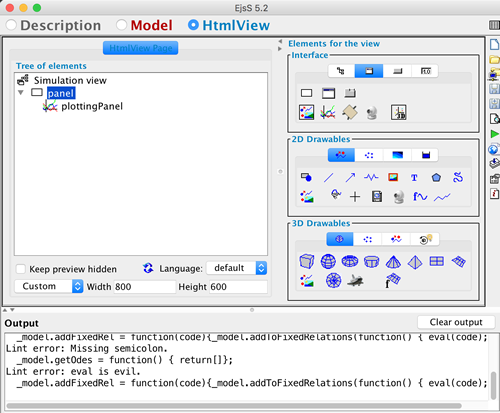 EjsS 5.2
Description Model HtmlView
HtmlView Page
Tree of elements
Simulation view
panel
plottingPanel
Keep preview hidden Language: default
Custom Width 800 Height 600
Elements for the view
Interface
2D Drawables
T
f
3D Drawables
f
Output Clear output
_model.addFixedRel = function(code){_model.addToFixedRelations(function() { eval(code);
Lint error: Missing semicolon.
_model.getOdes = function() { return[]};
Lint error: eval is evil.
_model.addFixedRel = function(code){_model.addToFixedRelations(function() { eval(code);